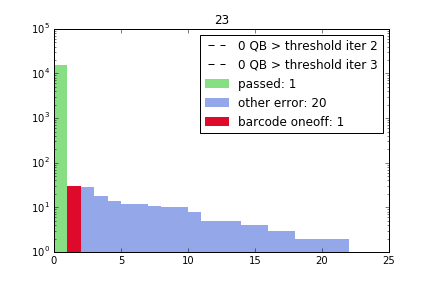 23
10^5
10^4
10^3
10^2
10^1
10^0
0 QB > threshold iter 2
0 QB > threshold iter 3
passed: 1
other error: 20
barcode oneoff: 1
0 5 10 15 20 25